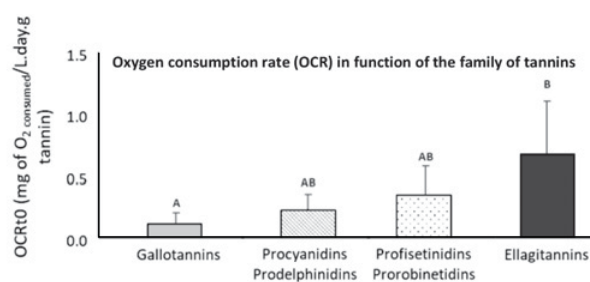 Oxygen consumption rate (OCR) in function of the family of tannins
OCRt0 (mg of O2 consumed/L.day.g
tannin)
1.5
1.0
0.5
0.0
A
AB
AB
B
Gallotannins
Procyanidins
Prodelphinidins
Profisetinidins
Prorobinetidins
Ellagitannins